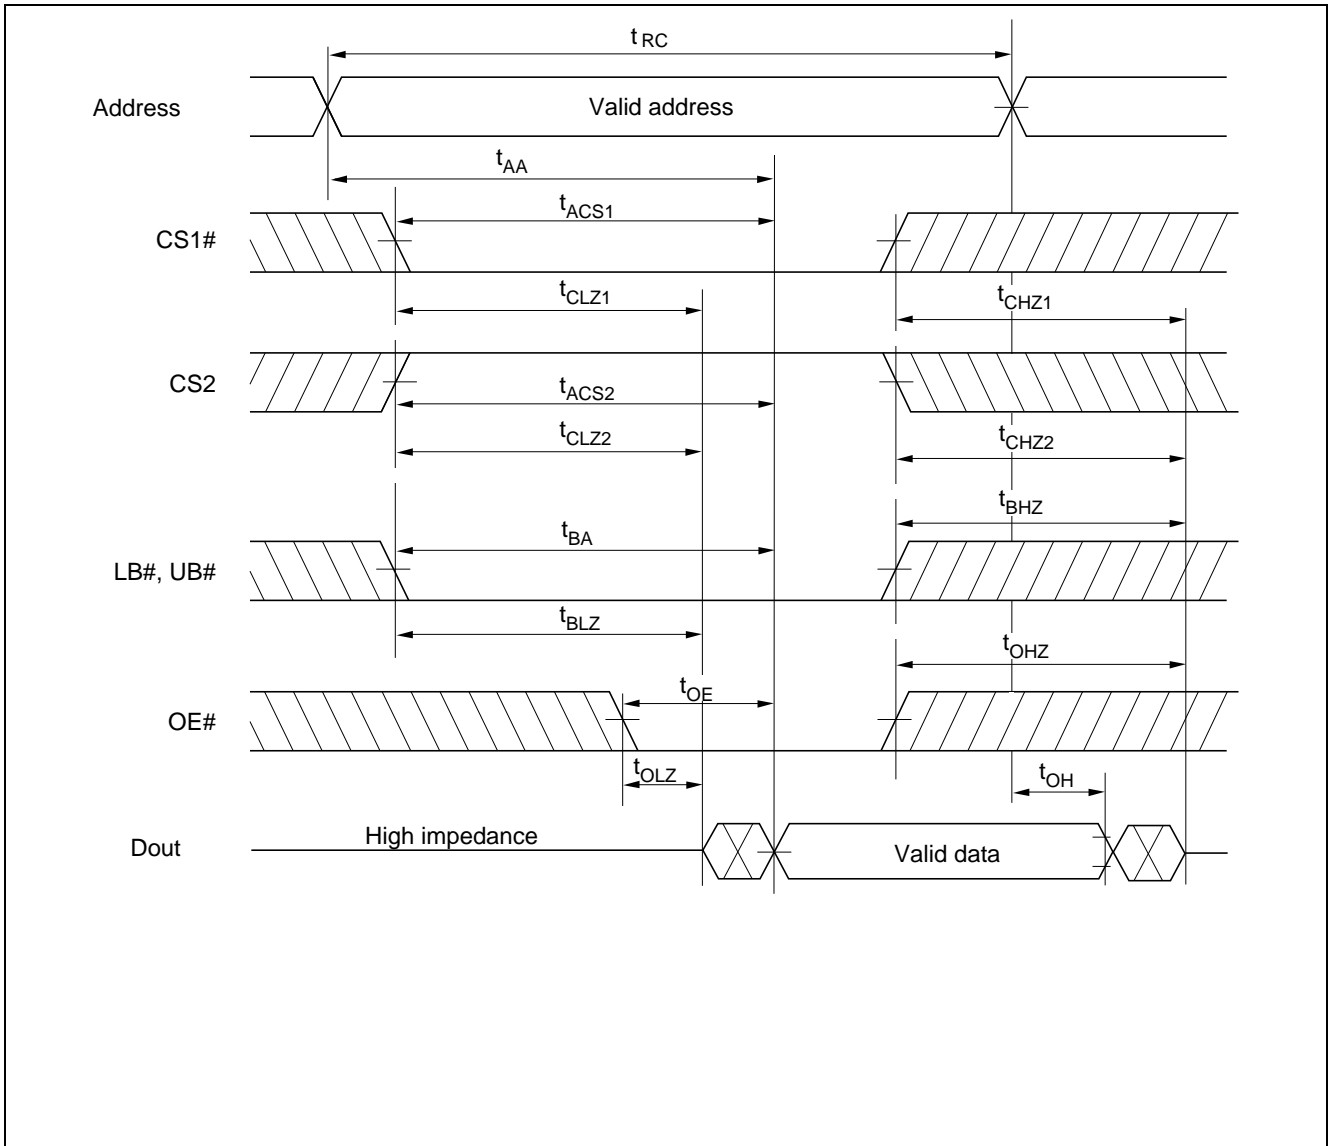 t RC
Address
Valid address
tAA
tACS1
CS1#
tCLZ1
tCHZ1
CS2
tACS2
tCLZ2
tCHZ2
tBHZ
tBA
LB#, UB#
tBLZ
tOHZ
tOE
OE#
tOLZ
tOH
High impedance
Dout
Valid data